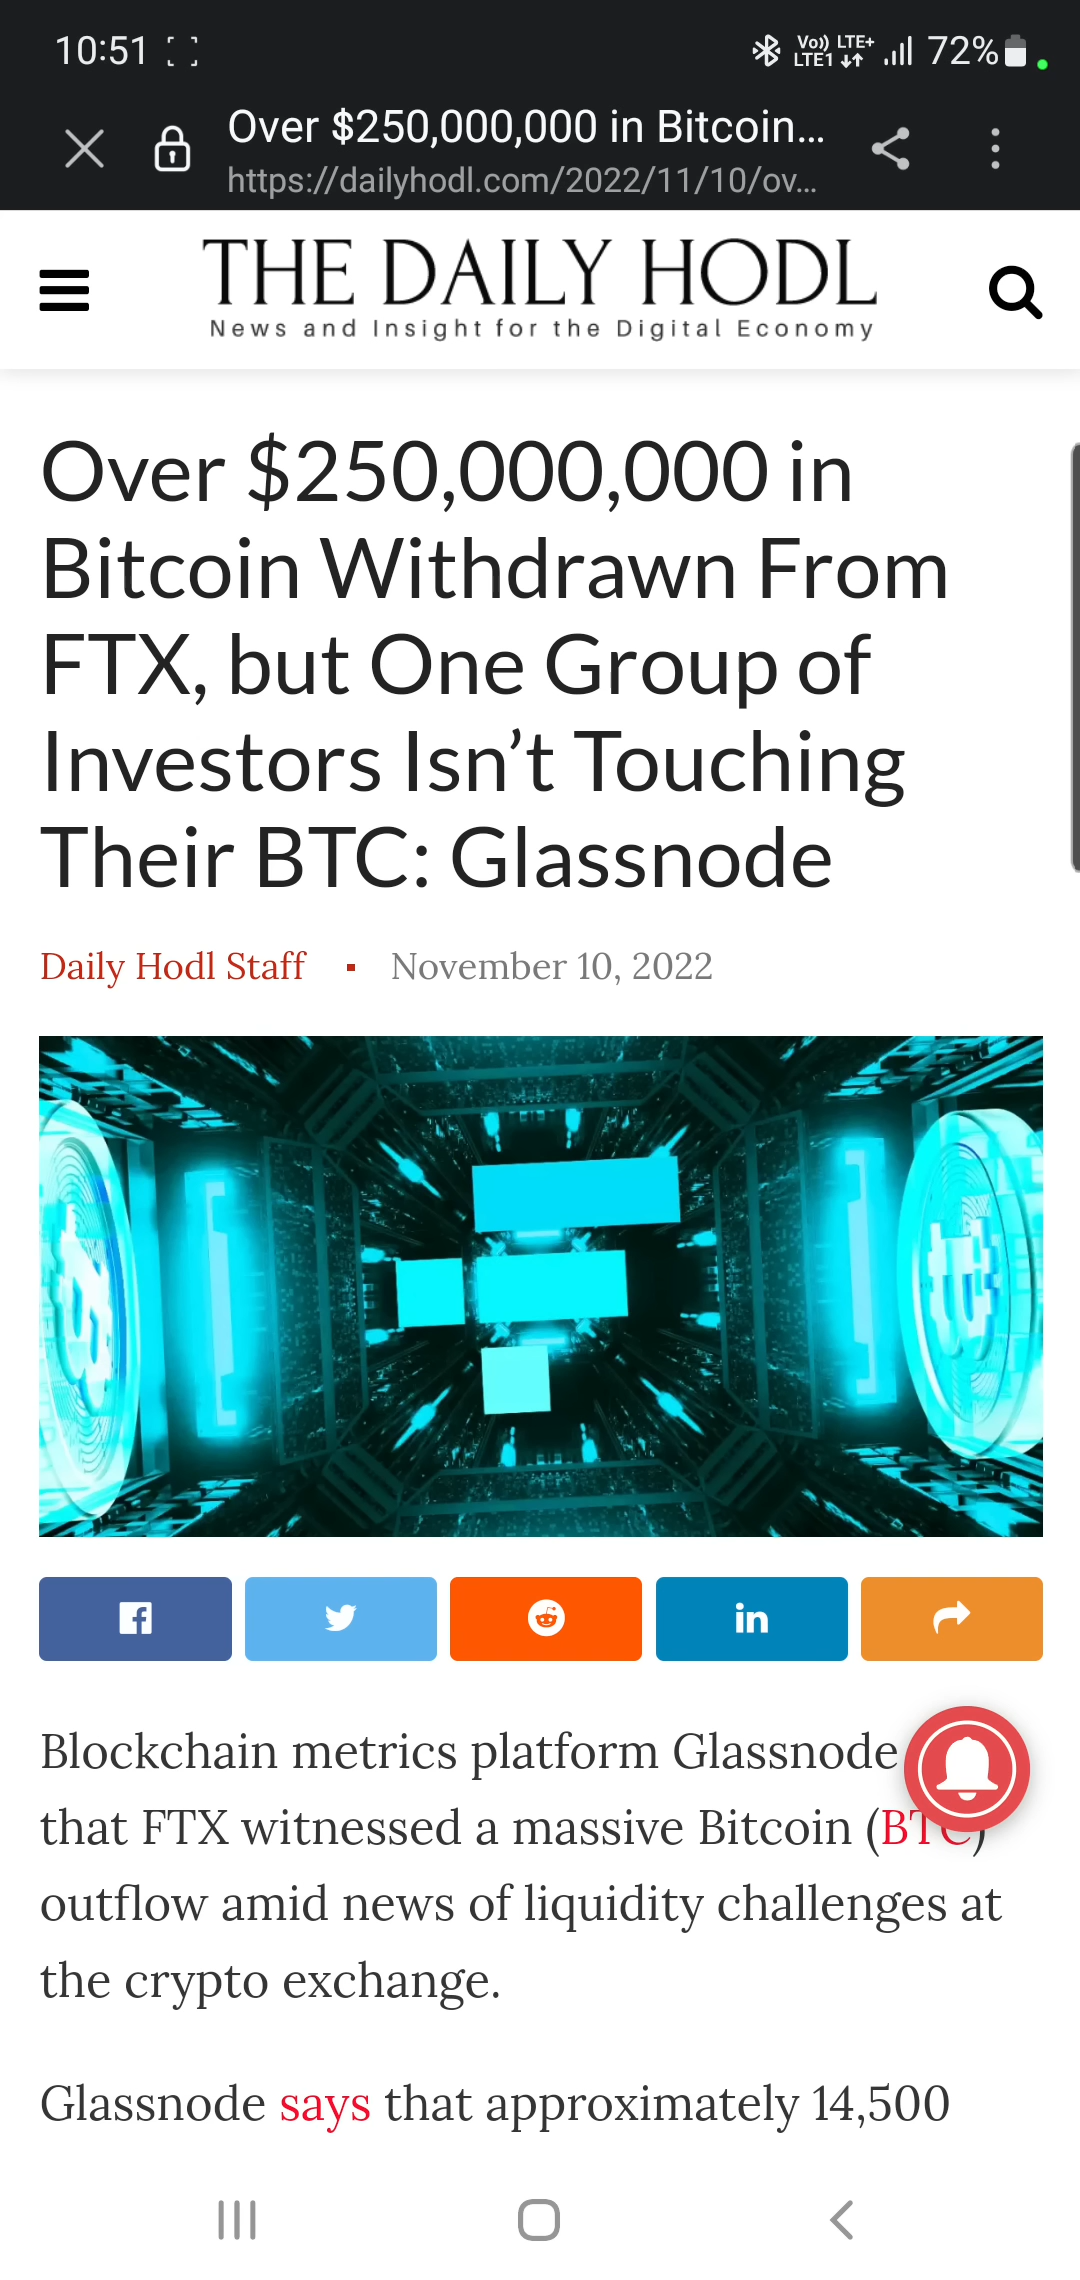 10:51
Vo)) LTE+
LTE1
72%
Over $250,000,000 in Bitcoin...
https://dailyhodl.com/2022/11/10/ov...
THE DAILY HODL
News and Insight for the Digital Economy
Over $250,000,000 in
Bitcoin Withdrawn From
FTX, but One Group of
Investors Isn’t Touching
Their BTC: Glassnode
Daily Hodl Staff ▪ November 10, 2022
in
Blockchain metrics platform Glassnode
that FTX witnessed a massive Bitcoin (BTC)
outflow amid news of liquidity challenges at
the crypto exchange.
Glassnode says that approximately 14,500